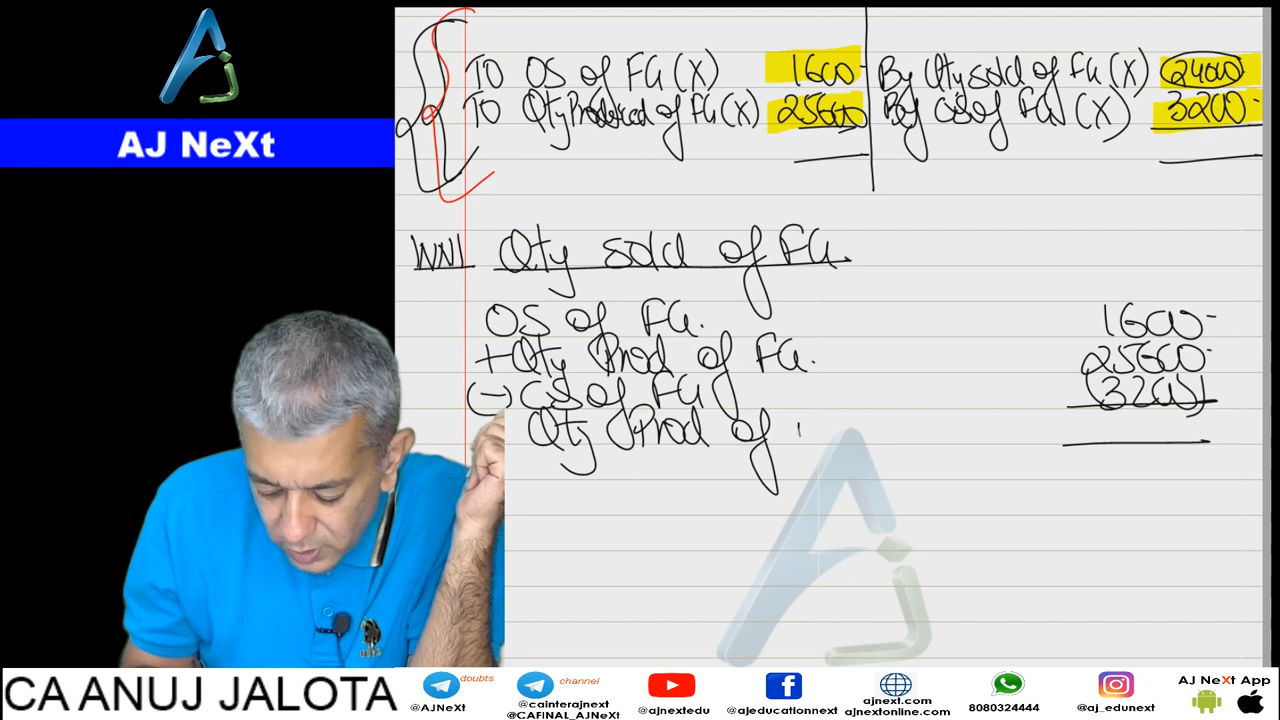 TO OS of FG (X) 1600 By Qty sold of FG (X) 24000
TO Qty Produced of FG (X) 25600 By CS of FG (X) 3200
AJ NeXt
WN1 Qty sold of FG.
OS of FG. 1600
+ Qty Prod of FG. 25600
(-) CS of FG (3200)
Qty Prod of
CA ANUJ JALOTA
doubts
@AJNeXt
channel
@cainterajnext
@CAFINAL_AJNeXt
@ajnextedu
@ajeducationnext
ajnext.com
ajnextonline.com
8080324444
@aj_edunext
AJ NeXt App